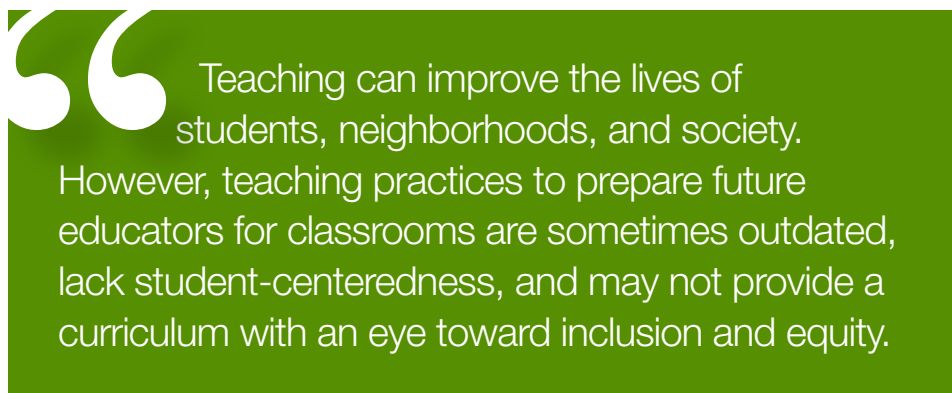 “
Teaching can improve the lives of
students, neighborhoods, and society.
However, teaching practices to prepare future
educators for classrooms are sometimes outdated,
lack student-centeredness, and may not provide a
curriculum with an eye toward inclusion and equity.